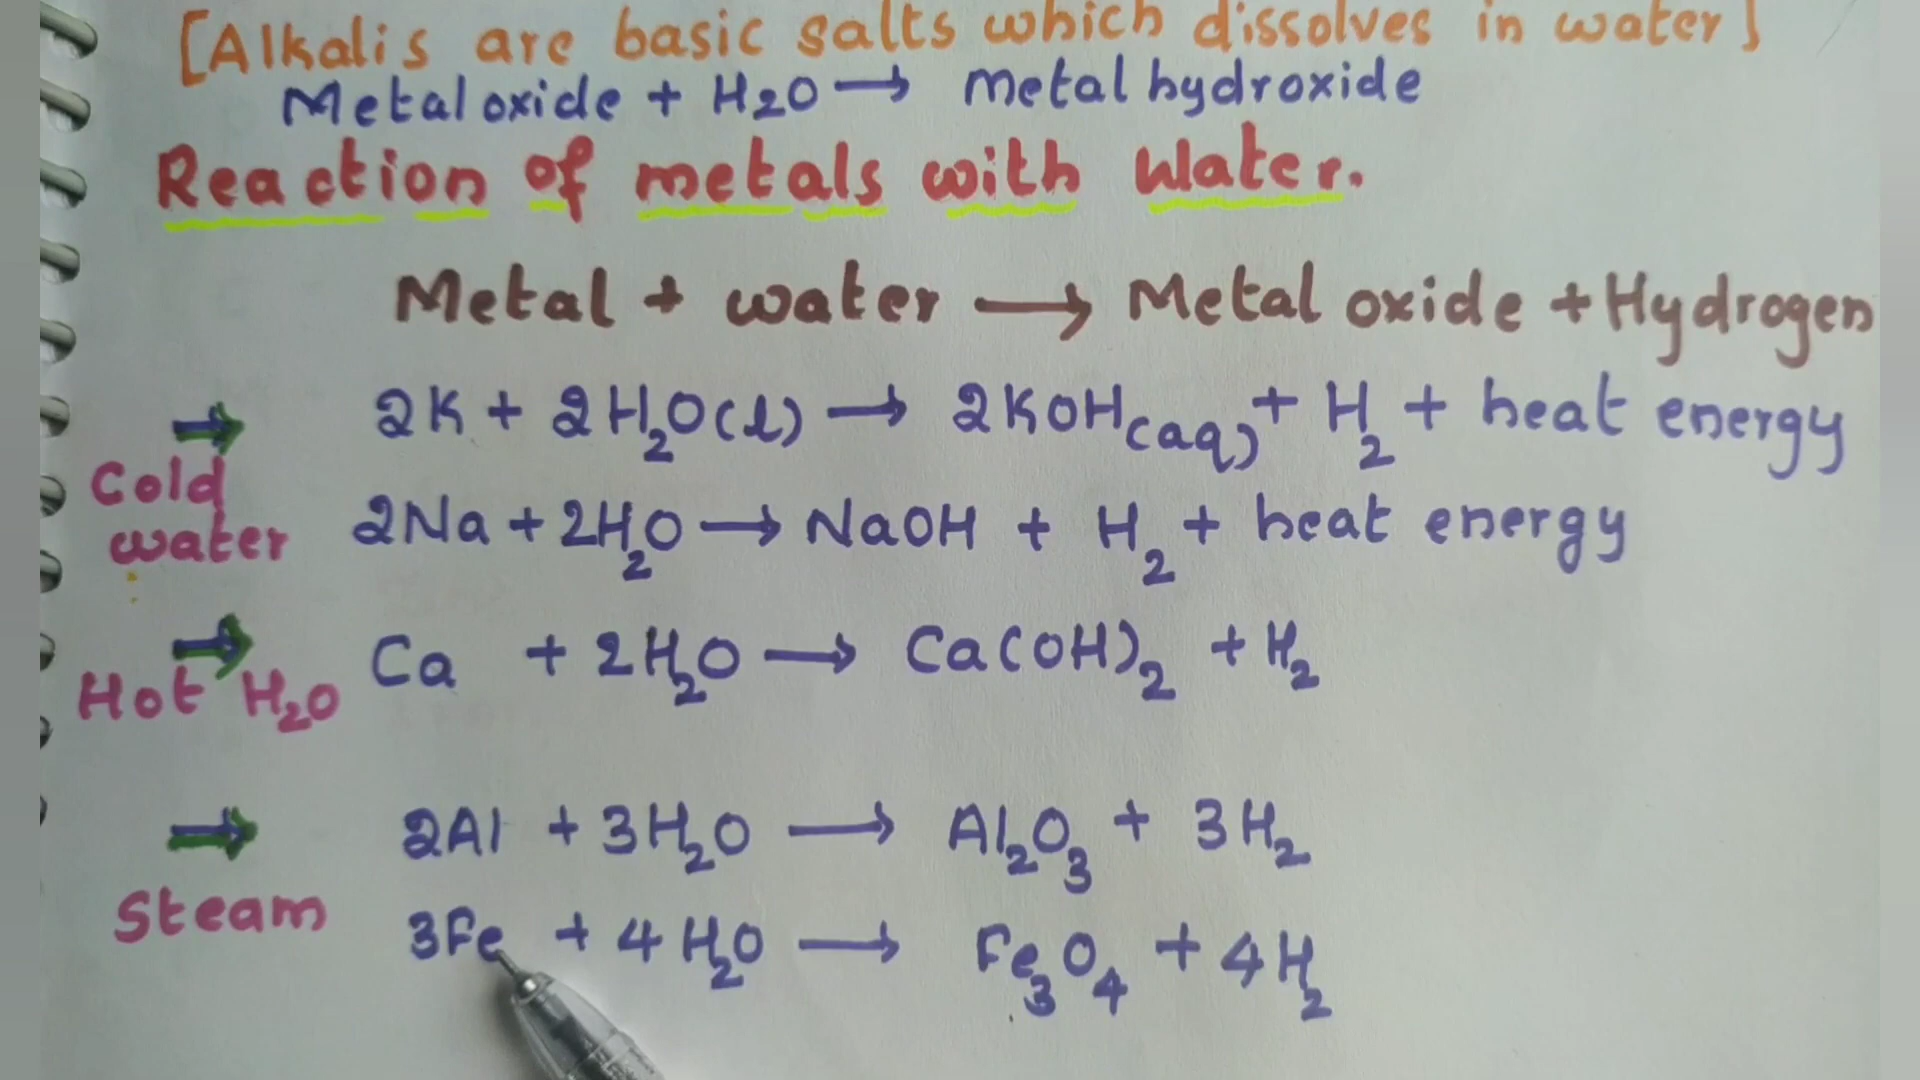 [Alkalis are basic salts which dissolves in water]
Metal oxide + H2O → Metal hydroxide
Reaction of metals with Water.
Metal + water → Metal oxide + Hydrogen
2K + 2H₂O(l) → 2KOH(aq) + H₂ + heat energy
Cold water
2Na + 2H₂O → NaOH + H₂ + heat energy
Ca + 2H₂O → Ca(OH)₂ + H₂
Hot H₂O
2Al + 3H₂O → Al₂O₃ + 3H₂
Steam
3Fe + 4H₂O → Fe₃O₄ + 4H₂